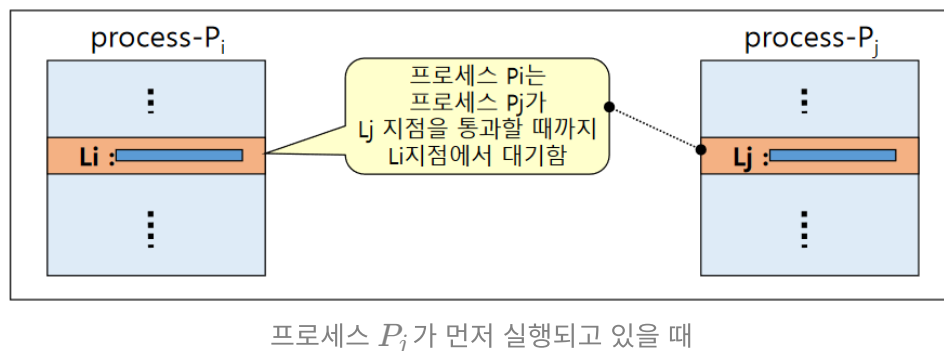 process-Pi
process-Pj
프로세스 Pi는
프로세스 Pj가
Lj 지점을 통과할 때까지
Li지점에서 대기함
Li :
Lj :
프로세스 Pj가 먼저 실행되고 있을 때